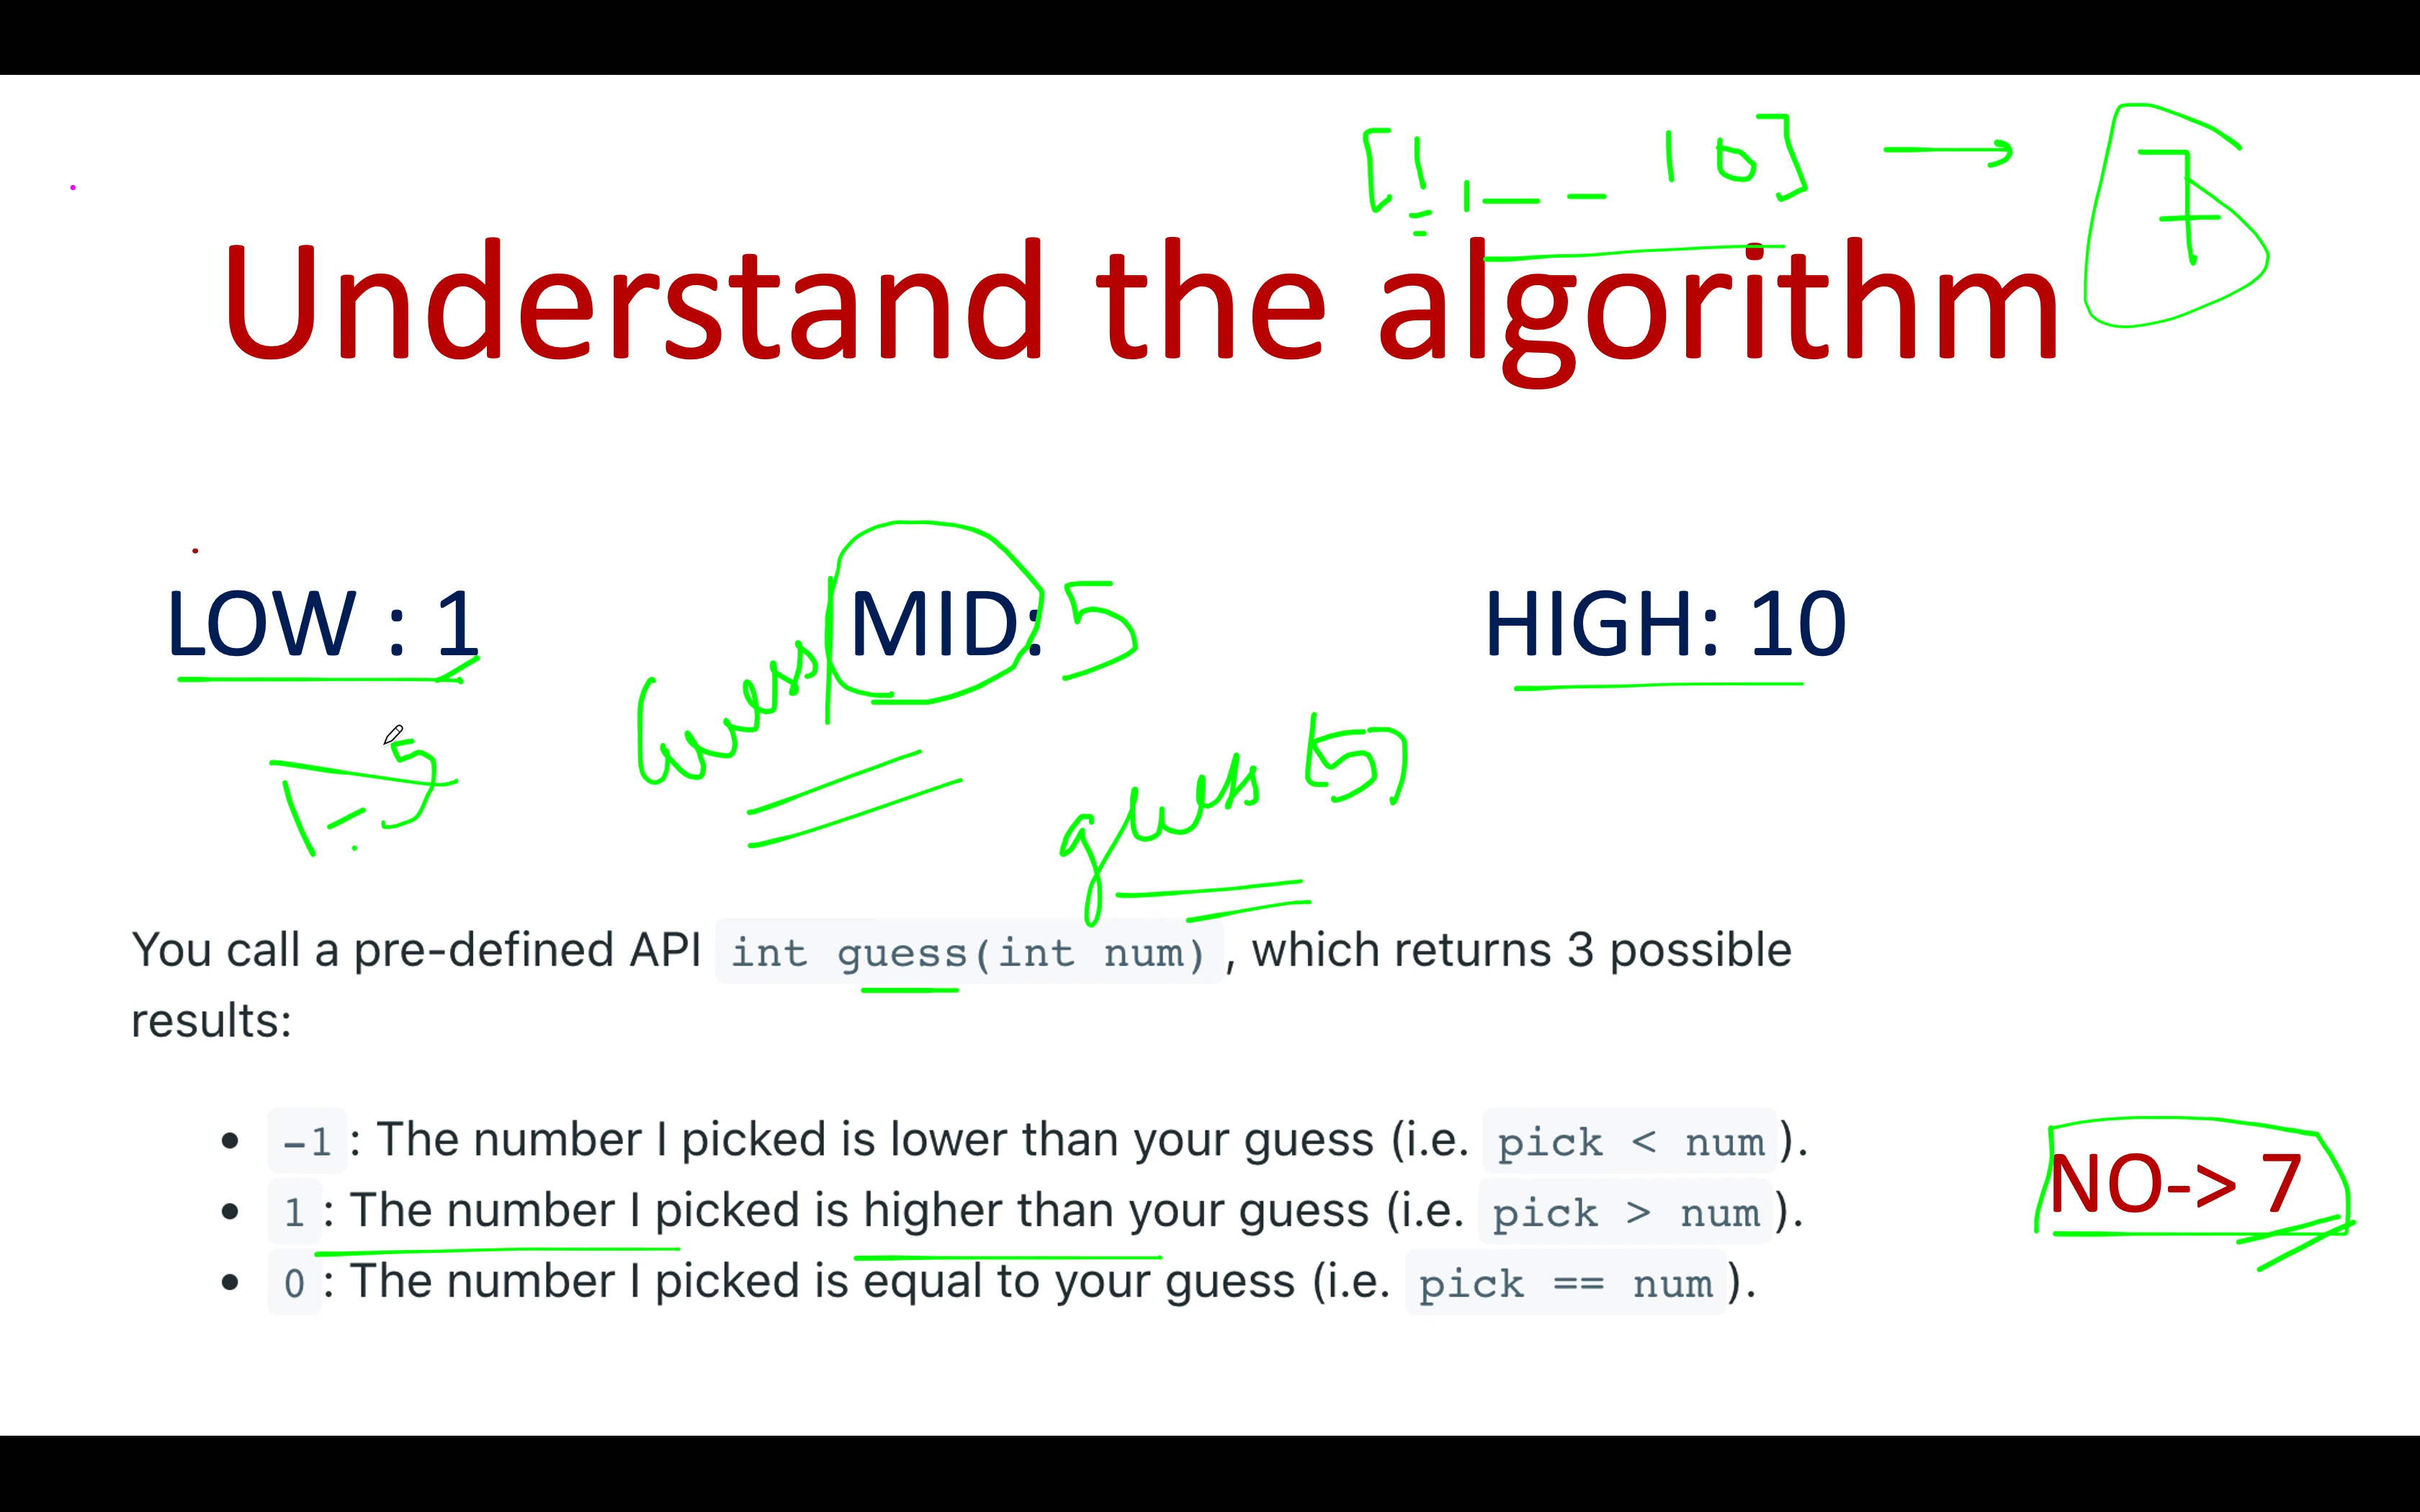 [1, _ _ 10] → 7
Understand the algorithm
LOW : 1 MID: 5 HIGH: 10
Guess
guess (5)
1-5
You call a pre-defined API int guess(int num) , which returns 3 possible
results:
• -1 : The number I picked is lower than your guess (i.e. pick < num ).
• 1 : The number I picked is higher than your guess (i.e. pick > num ).
• 0 : The number I picked is equal to your guess (i.e. pick == num ).
NO-> 7